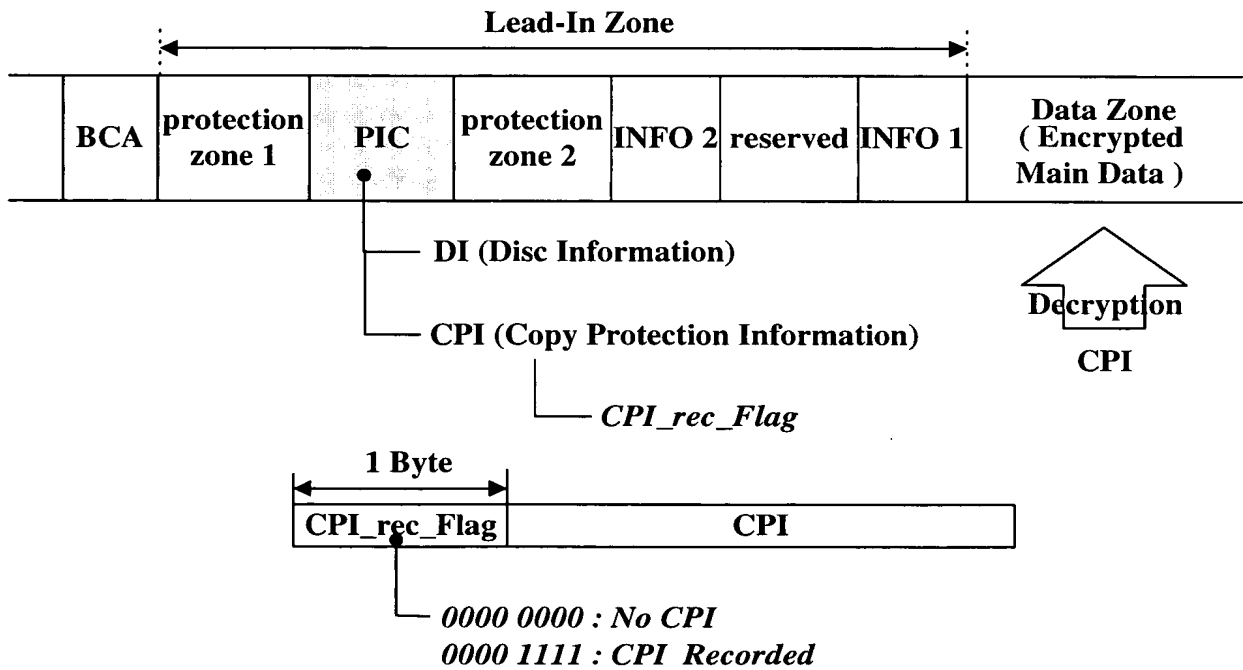 Lead-In Zone
BCA
protection
zone 1
PIC
protection
zone 2
INFO 2
reserved
INFO 1
Data Zone
( Encrypted
Main Data )
DI (Disc Information)
CPI (Copy Protection Information)
CPI_rec_Flag
Decryption
CPI
1 Byte
CPI_rec_Flag
CPI
0000 0000 : No CPI
0000 1111 : CPI Recorded